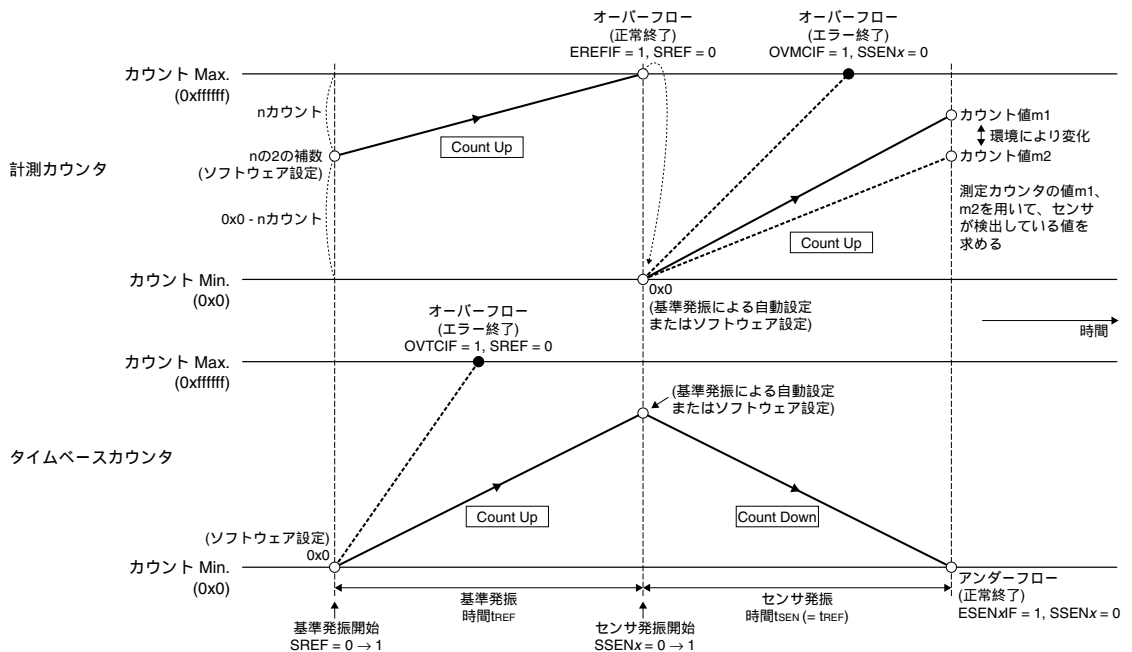 オーバーフロー
(正常終了)
EREFIF = 1, SREF = 0
オーバーフロー
(エラー終了)
OVMCIF = 1, SSENx = 0
カウント Max.
(0xffffff)
nカウント
カウント値m1
環境により変化
カウント値m2
Count Up
nの2の補数
(ソフトウェア設定)
計測カウンタ
測定カウンタの値m1、
m2を用いて、センサ
が検出している値を
求める
0x0 - nカウント
Count Up
カウント Min.
(0x0)
0x0
(基準発振による自動設定
またはソフトウェア設定)
時間
オーバーフロー
(エラー終了)
OVTCIF = 1, SREF = 0
カウント Max.
(0xffffff)
(基準発振による自動設定
またはソフトウェア設定)
タイムベースカウンタ
Count Up
Count Down
(ソフトウェア設定)
0x0
カウント Min.
(0x0)
アンダーフロー
(正常終了)
ESENxIF = 1, SSENx = 0
基準発振
時間tREF
センサ発振
時間tSEN (= tREF)
基準発振開始
SREF = 0 → 1
センサ発振開始
SSENx = 0 → 1